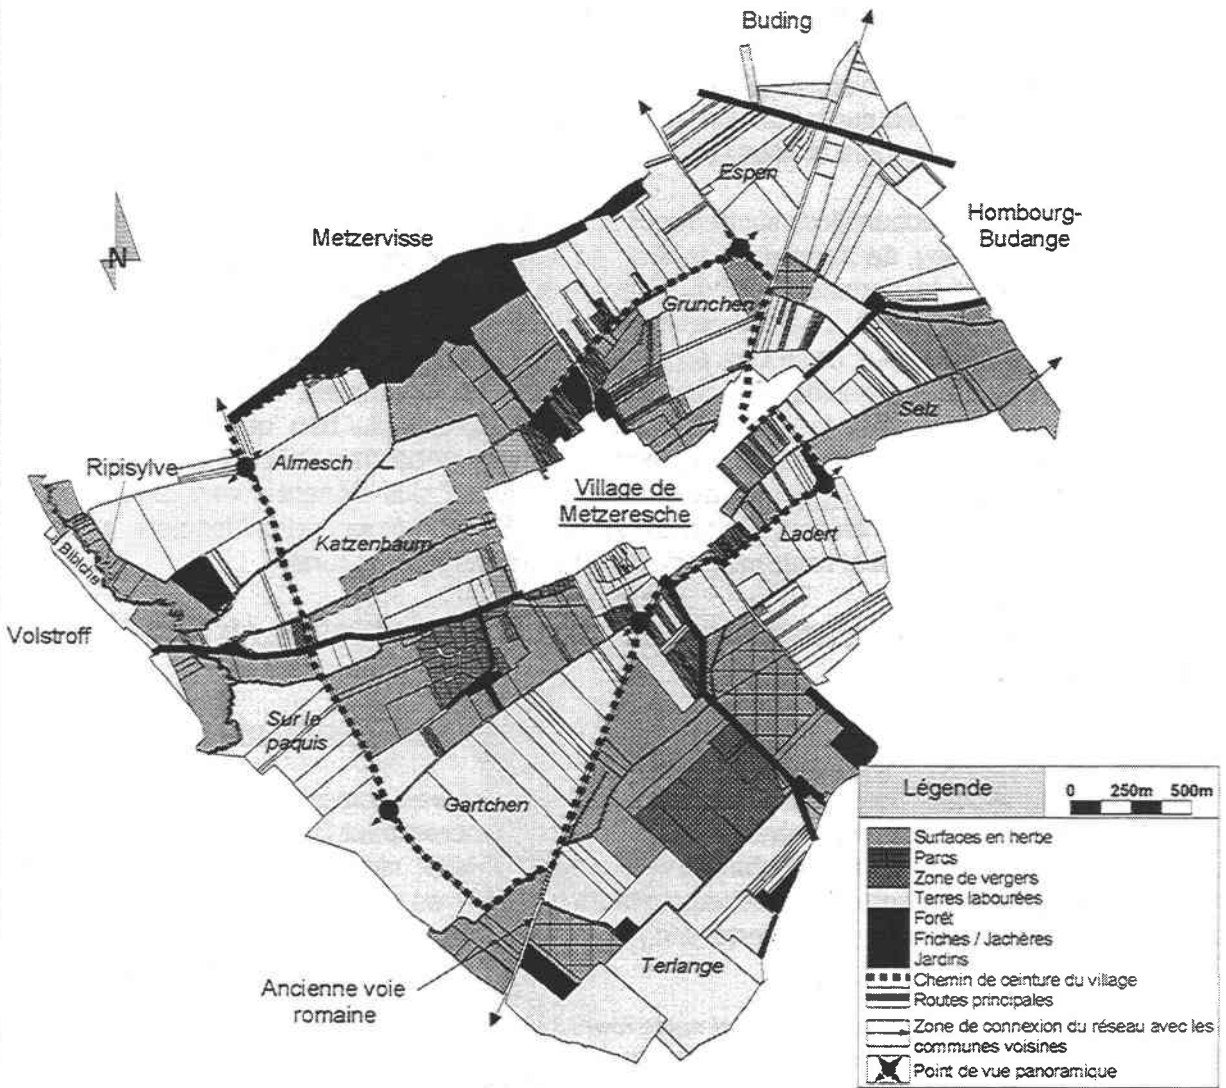 Buding
Espen
Hombourg-
Budange
Metzervisse
N
Grunchen
Selz
Ripisylve
Almesch
Village de
Metzeresche
Katzenbaum
Ladert
Bibiche
Volstroff
Sur le
paquis
Gartchen
Terlange
Ancienne voie
romaine
Légende
0 250m 500m
Surfaces en herbe
Parcs
Zone de vergers
Terres labourées
Forêt
Friches / Jachères
Jardins
Chemin de ceinture du village
Routes principales
Zone de connexion du réseau avec les
communes voisines
Point de vue panoramique